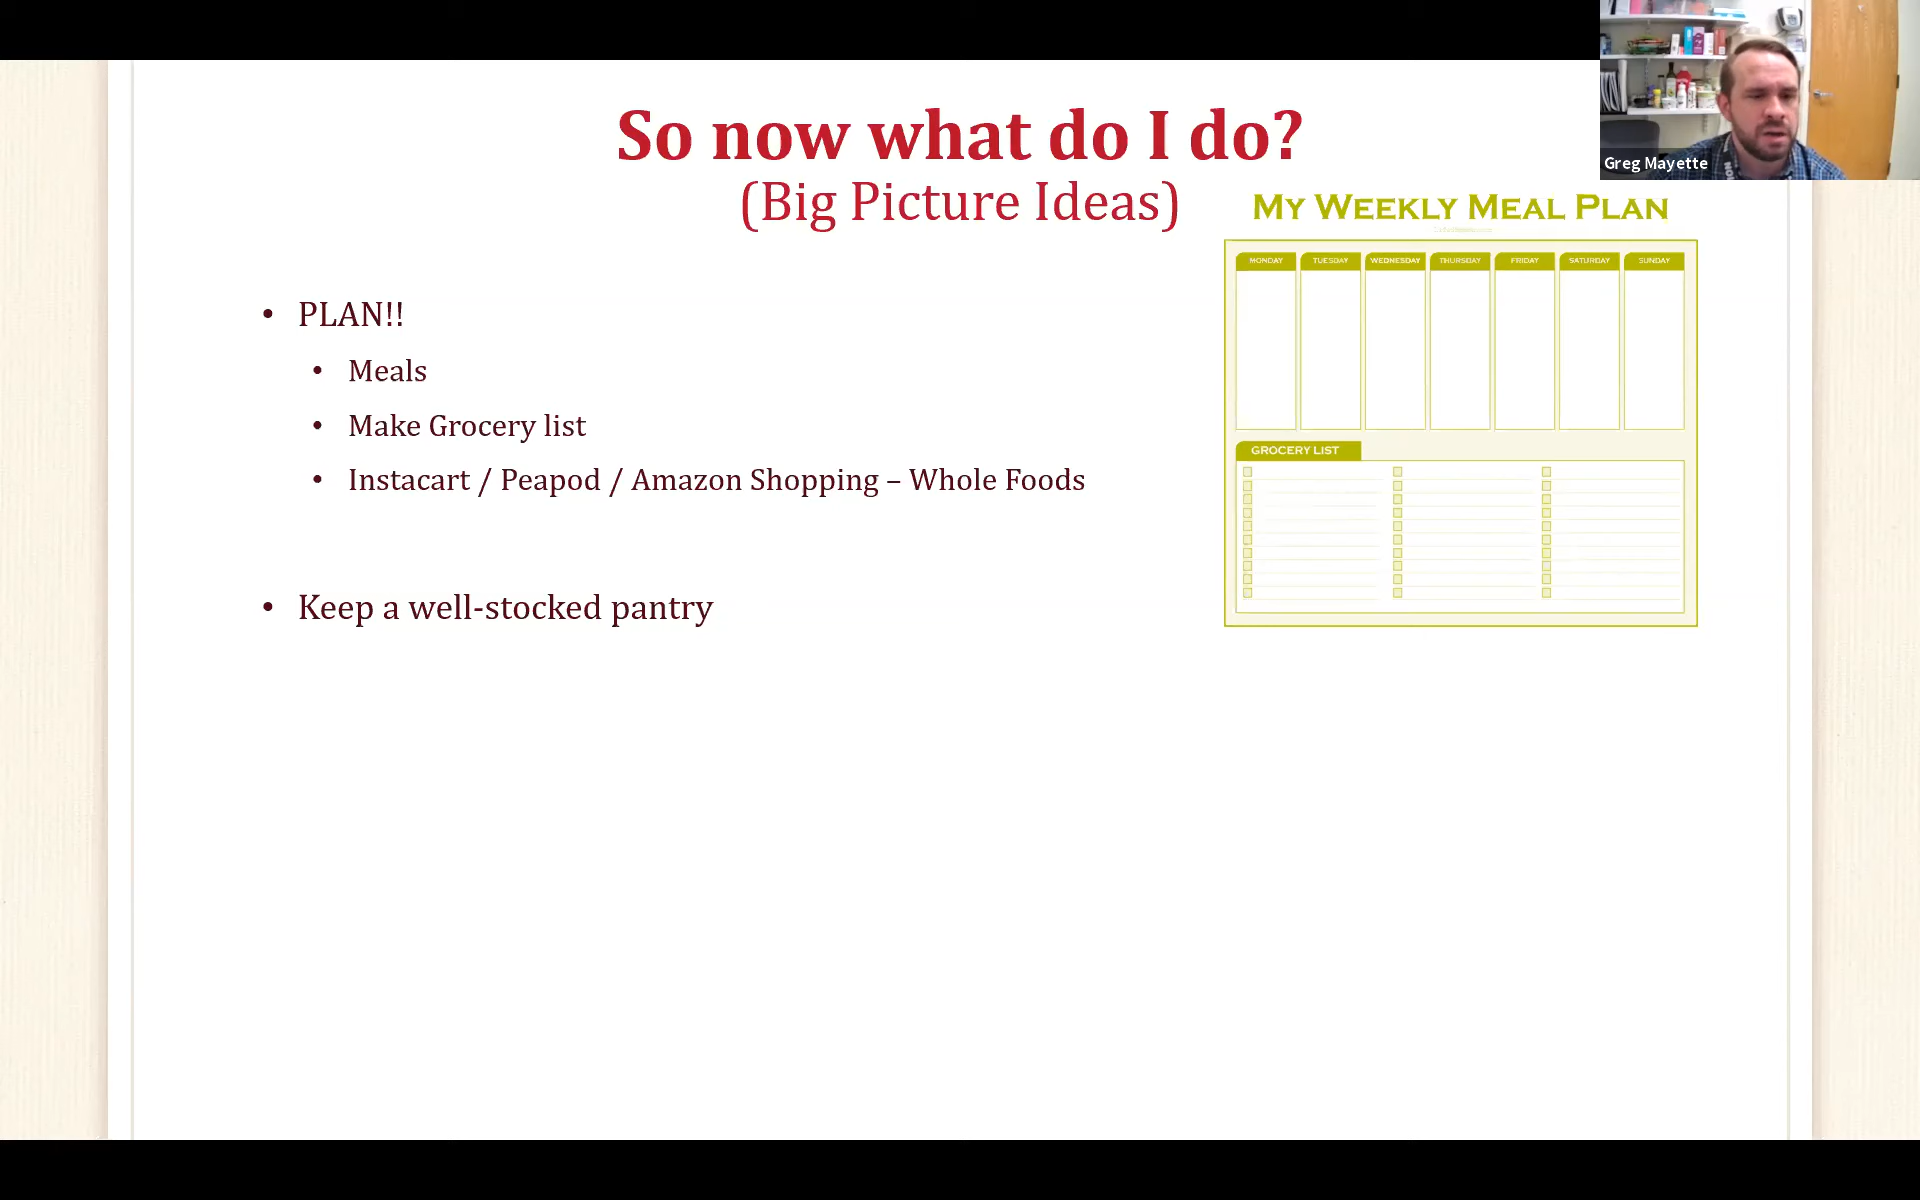 So now what do I do?
(Big Picture Ideas)
Greg Mayette
MY WEEKLY MEAL PLAN
MONDAY TUESDAY WEDNESDAY THURSDAY FRIDAY SATURDAY SUNDAY
GROCERY LIST
• PLAN!!
• Meals
• Make Grocery list
• Instacart / Peapod / Amazon Shopping – Whole Foods
• Keep a well-stocked pantry